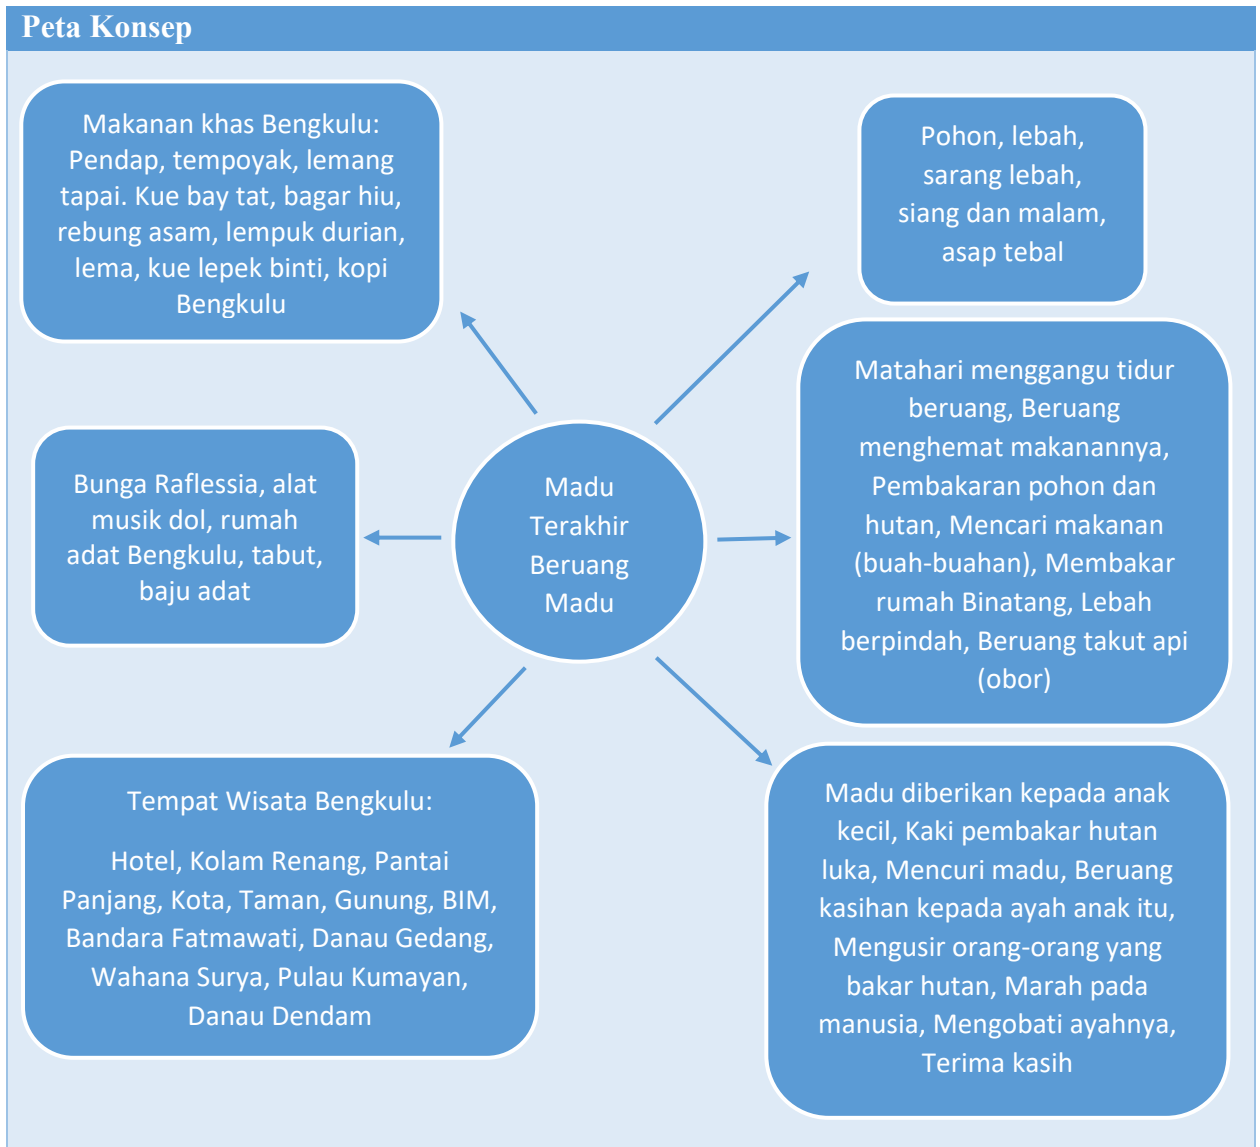 Peta Konsep
Makanan khas Bengkulu:
Pendap, tempoyak, lemang
tapai. Kue bay tat, bagar hiu,
rebung asam, lempuk durian,
lema, kue lepek binti, kopi
Bengkulu
Pohon, lebah,
sarang lebah,
siang dan malam,
asap tebal
Bunga Raflessia, alat
musik dol, rumah
adat Bengkulu, tabut,
baju adat
Madu
Terakhir
Beruang
Madu
Matahari menggangu tidur
beruang, Beruang
menghemat makanannya,
Pembakaran pohon dan
hutan, Mencari makanan
(buah-buahan), Membakar
rumah Binatang, Lebah
berpindah, Beruang takut api
(obor)
Tempat Wisata Bengkulu:
Hotel, Kolam Renang, Pantai
Panjang, Kota, Taman, Gunung, BIM,
Bandara Fatmawati, Danau Gedang,
Wahana Surya, Pulau Kumayan,
Danau Dendam
Madu diberikan kepada anak
kecil, Kaki pembakar hutan
luka, Mencuri madu, Beruang
kasihan kepada ayah anak itu,
Mengusir orang-orang yang
bakar hutan, Marah pada
manusia, Mengobati ayahnya,
Terima kasih